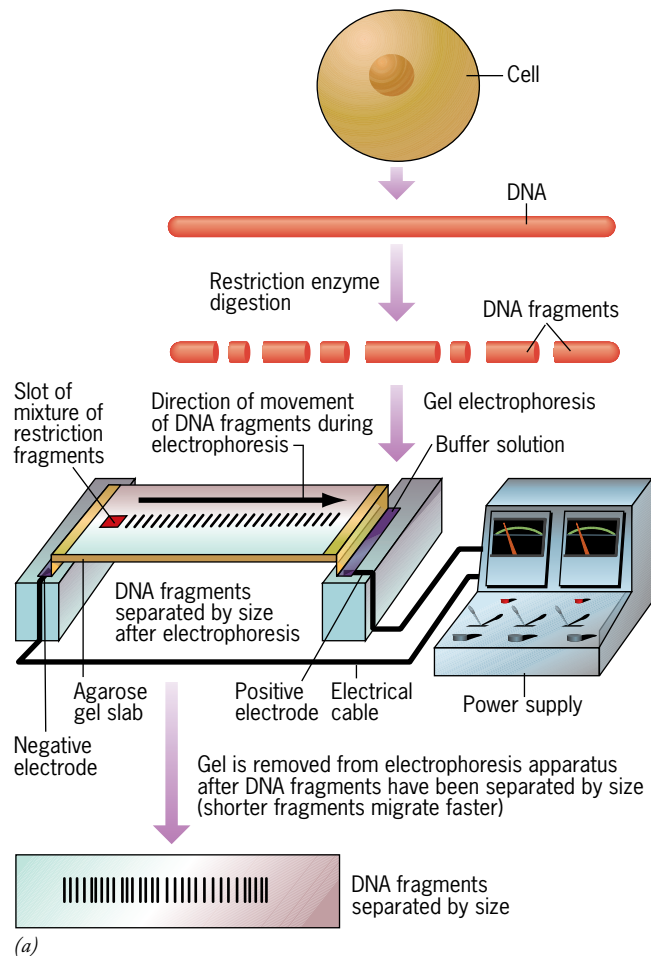 Cell
DNA
Restriction enzyme
digestion
DNA fragments
Slot of
mixture of
restriction
fragments
Direction of movement
of DNA fragments during
electrophoresis
Gel electrophoresis
Buffer solution
DNA fragments
separated by size
after electrophoresis
Agarose
gel slab
Positive
electrode
Electrical
cable
Power supply
Negative
electrode
Gel is removed from electrophoresis apparatus
after DNA fragments have been separated by size
(shorter fragments migrate faster)
DNA fragments
separated by size
(a)